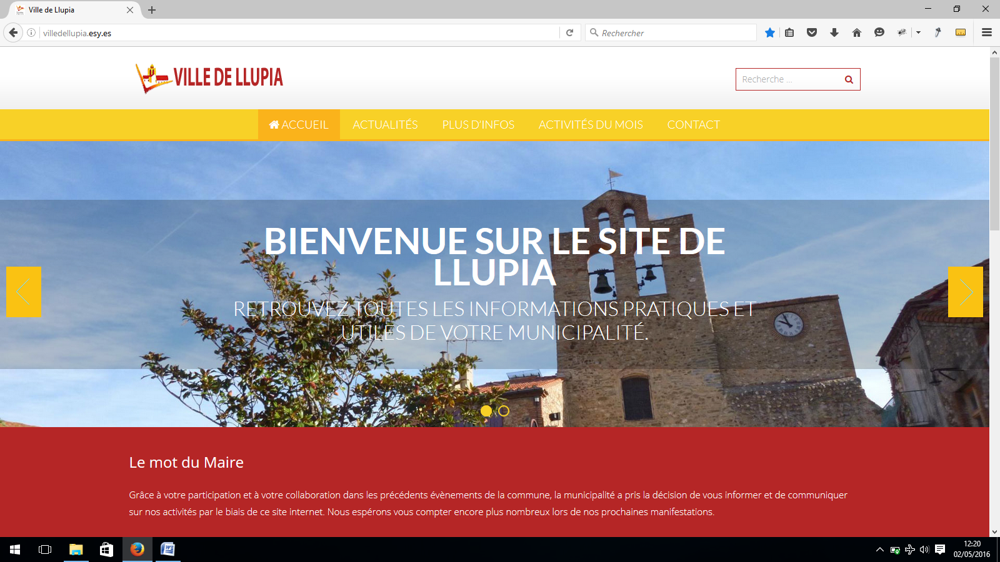 Ville de Llupia
villedellupia.esy.es
Rechercher
VILLE DE LLUPIA
Recherche ...
ACCUEIL
ACTUALITÉS
PLUS D'INFOS
ACTIVITÉS DU MOIS
CONTACT
BIENVENUE SUR LE SITE DE
LLUPIA
RETROUVEZ TOUTES LES INFORMATIONS PRATIQUES ET
UTILES DE VOTRE MUNICIPALITÉ.
Le mot du Maire
Grâce à votre participation et à votre collaboration dans les précédents évènements de la commune, la municipalité a pris la décision de vous informer et de communiquer
sur nos activités par le biais de ce site internet. Nous espérons vous compter encore plus nombreux lors de nos prochaines manifestations.
12:20
02/05/2016